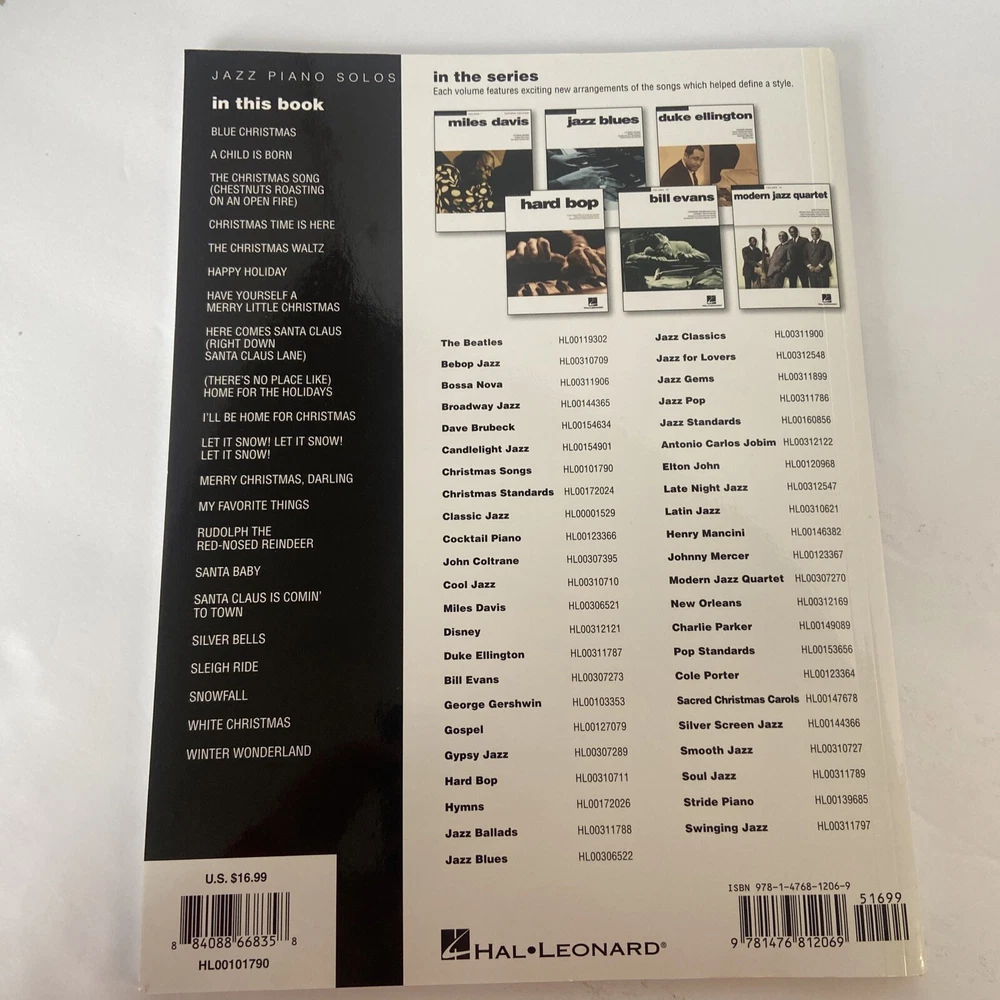 JAZZ PIANO SOLOS
in this book
BLUE CHRISTMAS
A CHILD IS BORN
THE CHRISTMAS SONG
(CHESTNUTS ROASTING
ON AN OPEN FIRE)
CHRISTMAS TIME IS HERE
THE CHRISTMAS WALTZ
HAPPY HOLIDAY
HAVE YOURSELF A
MERRY LITTLE CHRISTMAS
HERE COMES SANTA CLAUS
(RIGHT DOWN
SANTA CLAUS LANE)
(THERE'S NO PLACE LIKE)
HOME FOR THE HOLIDAYS
I'LL BE HOME FOR CHRISTMAS
LET IT SNOW! LET IT SNOW!
LET IT SNOW!
MERRY CHRISTMAS, DARLING
MY FAVORITE THINGS
RUDOLPH THE
RED-NOSED REINDEER
SANTA BABY
SANTA CLAUS IS COMIN'
TO TOWN
SILVER BELLS
SLEIGH RIDE
SNOWFALL
WHITE CHRISTMAS
WINTER WONDERLAND
U.S. $16.99
8 84088 66835 8
HL00101790
in the series
Each volume features exciting new arrangements of the songs which helped define a style.
miles davis
jazz blues
duke ellington
hard bop
bill evans
modern jazz quartet
The Beatles HL00119302
Bebop Jazz HL00310709
Bossa Nova HL00311906
Broadway Jazz HL00144365
Dave Brubeck HL00154634
Candlelight Jazz HL00154901
Christmas Songs HL00101790
Christmas Standards HL00172024
Classic Jazz HL00001529
Cocktail Piano HL00123366
John Coltrane HL00307395
Cool Jazz HL00310710
Miles Davis HL00306521
Disney HL00312121
Duke Ellington HL00311787
Bill Evans HL00307273
George Gershwin HL00103353
Gospel HL00127079
Gypsy Jazz HL00307289
Hard Bop HL00310711
Hymns HL00172026
Jazz Ballads HL00311788
Jazz Blues HL00306522
Jazz Classics HL00311900
Jazz for Lovers HL00312548
Jazz Gems HL00311899
Jazz Pop HL00311786
Jazz Standards HL00160856
Antonio Carlos Jobim HL00312122
Elton John HL00120968
Late Night Jazz HL00312547
Latin Jazz HL00310621
Henry Mancini HL00146382
Johnny Mercer HL00123367
Modern Jazz Quartet HL00307270
New Orleans HL00312169
Charlie Parker HL00149089
Pop Standards HL00153656
Cole Porter HL00123364
Sacred Christmas Carols HL00147678
Silver Screen Jazz HL00144366
Smooth Jazz HL00310727
Soul Jazz HL00311789
Stride Piano HL00139685
Swinging Jazz HL00311797
HAL•LEONARD®
ISBN 978-1-4768-1206-9
51699
9 781476 812069